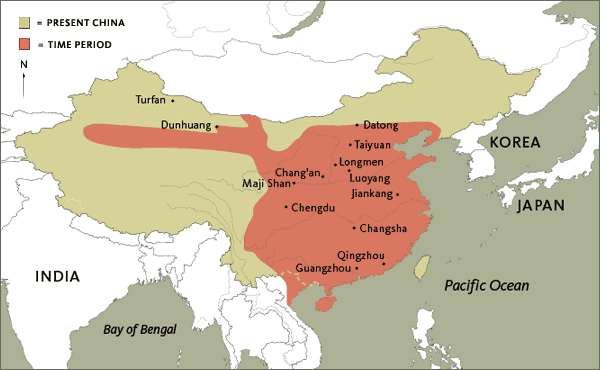 = PRESENT CHINA
= TIME PERIOD
N
Turfan
Dunhuang
Datong
Taiyuan
KOREA
Longmen
Chang'an
Luoyang
Maji Shan
Jiankang
JAPAN
Chengdu
Changsha
Qingzhou
Guangzhou
INDIA
Pacific Ocean
Bay of Bengal